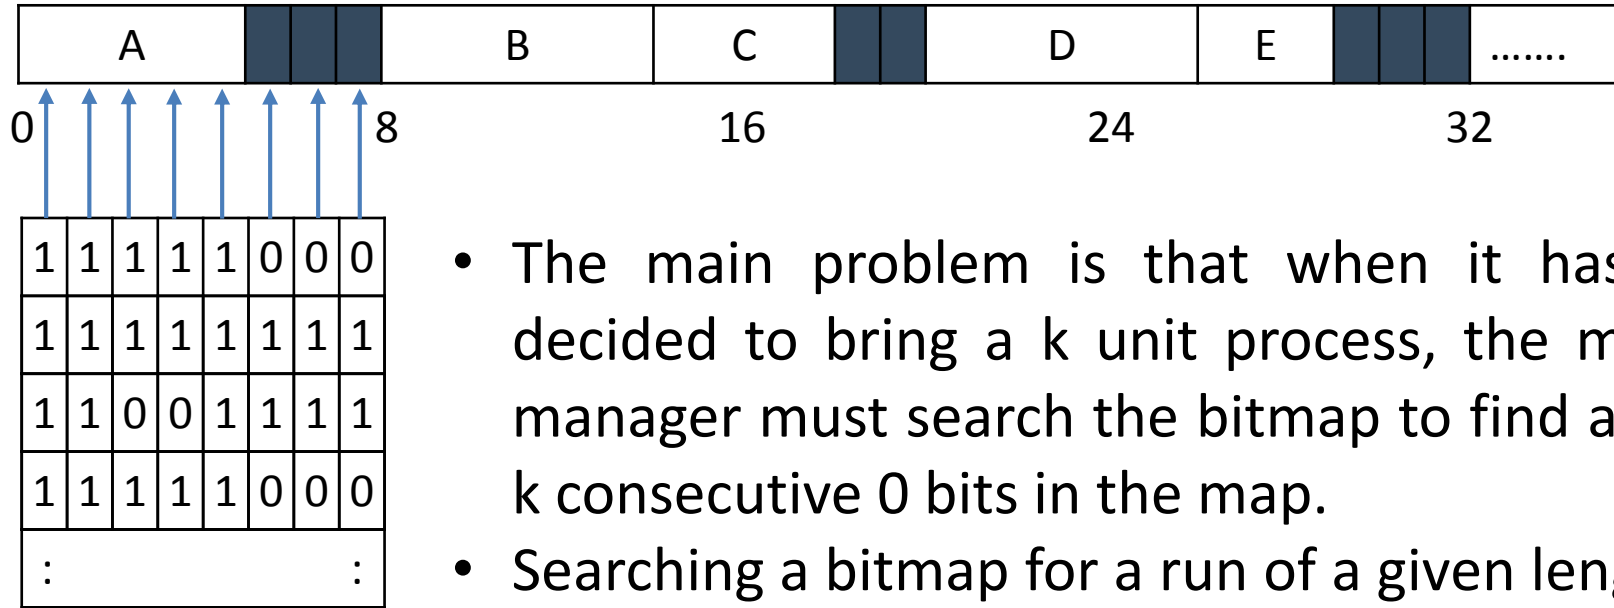 A B C D E .......
0 8 16 24 32
1 1 1 1 1 0 0 0
1 1 1 1 1 1 1 1
1 1 0 0 1 1 1 1
1 1 1 1 1 0 0 0
: :
• The main problem is that when it has
decided to bring a k unit process, the m
manager must search the bitmap to find a
k consecutive 0 bits in the map.
• Searching a bitmap for a run of a given len